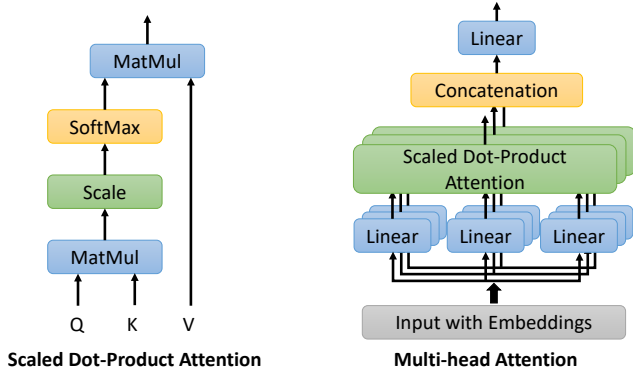 MatMul
SoftMax
Scale
MatMul
Q K V
Scaled Dot-Product Attention
Linear
Concatenation
Scaled Dot-Product
Attention
Linear Linear Linear
Input with Embeddings
Multi-head Attention